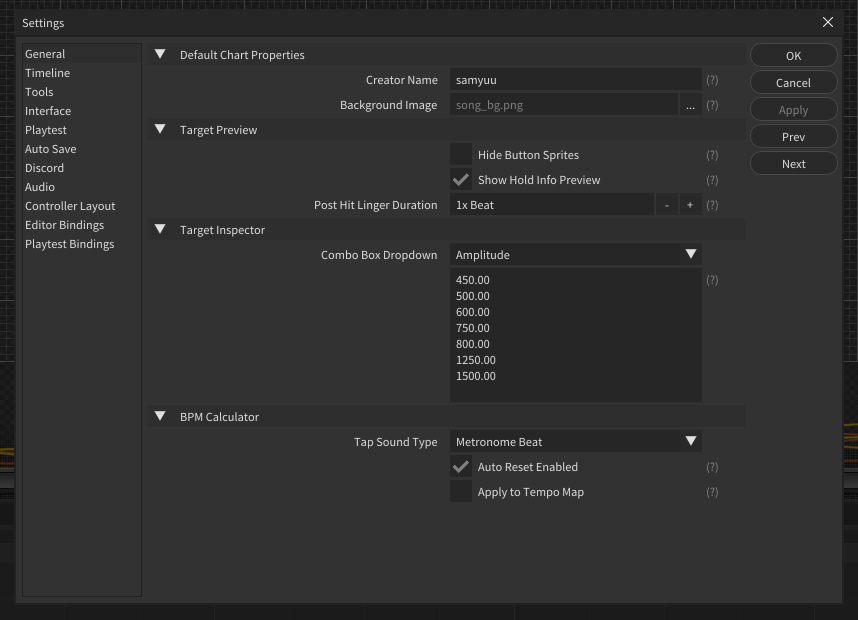 Settings
General
Timeline
Tools
Interface
Playtest
Auto Save
Discord
Audio
Controller Layout
Editor Bindings
Playtest Bindings
Default Chart Properties
Creator Name samyuu (?)
Background Image song_bg.png ... (?)
Target Preview
Hide Button Sprites (?)
Show Hold Info Preview (?)
Post Hit Linger Duration 1x Beat - + (?)
Target Inspector
Combo Box Dropdown Amplitude
450.00 (?)
500.00
600.00
750.00
800.00
1250.00
1500.00
BPM Calculator
Tap Sound Type Metronome Beat
Auto Reset Enabled (?)
Apply to Tempo Map (?)
OK
Cancel
Apply
Prev
Next